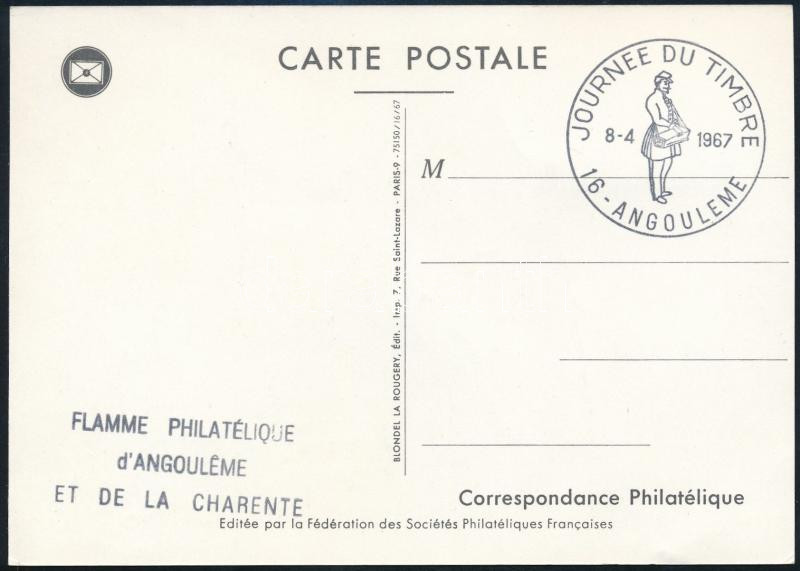 CARTE POSTALE
JOURNEE DU TIMBRE
8-4 1967
16-ANGOULEME
M
BLONDEL LA ROUGERY, Édit. - Imp. 7, Rue Saint-Lazare - PARIS-9 - 75150/16/67
FLAMME PHILATÉLIQUE
d'ANGOULÊME
ET DE LA CHARENTE
Correspondance Philatélique
Editée par la Fédération des Sociétés Philatéliques Françaises